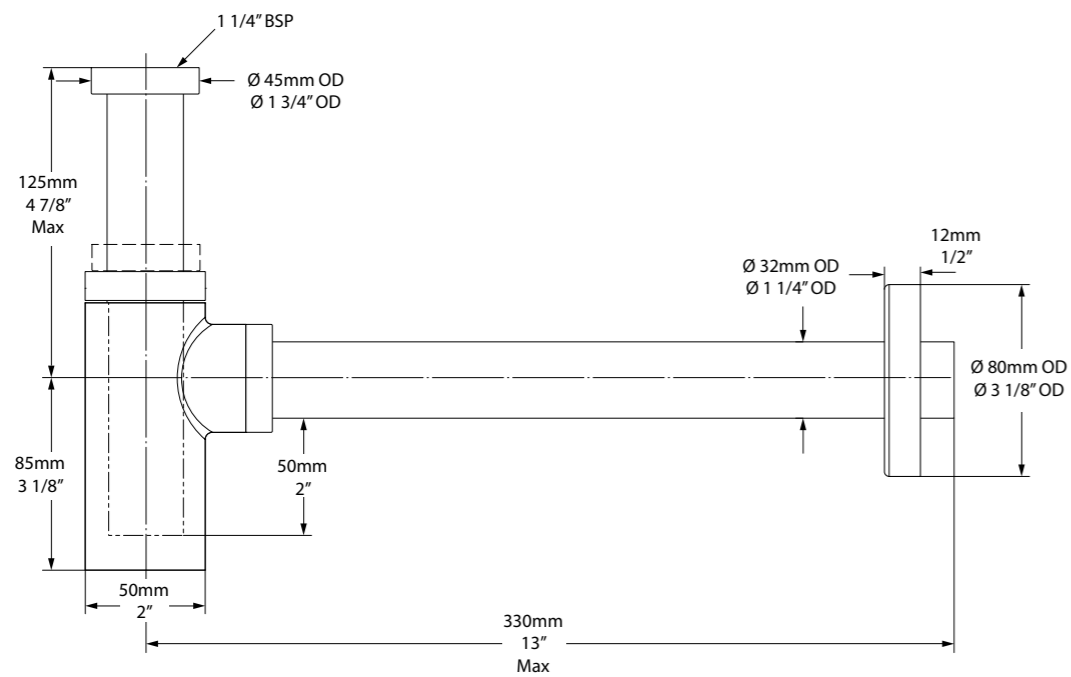 1 1/4” BSP
Ø 45mm OD
Ø 1 3/4” OD
125mm
4 7/8”
Max
12mm
1/2”
Ø 32mm OD
Ø 1 1/4” OD
Ø 80mm OD
Ø 3 1/8” OD
85mm
3 1/8”
50mm
2”
50mm
2”
330mm
13”
Max